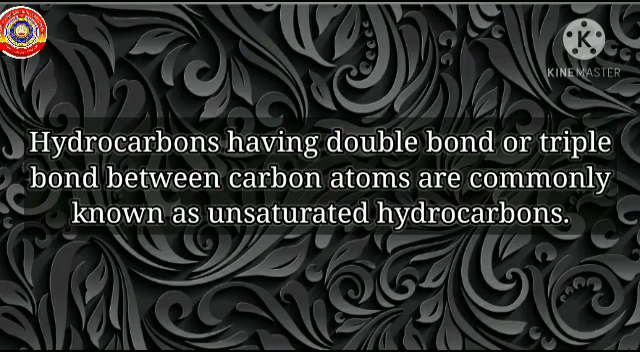 KINEMASTER
Hydrocarbons having double bond or triple
bond between carbon atoms are commonly
known as unsaturated hydrocarbons.